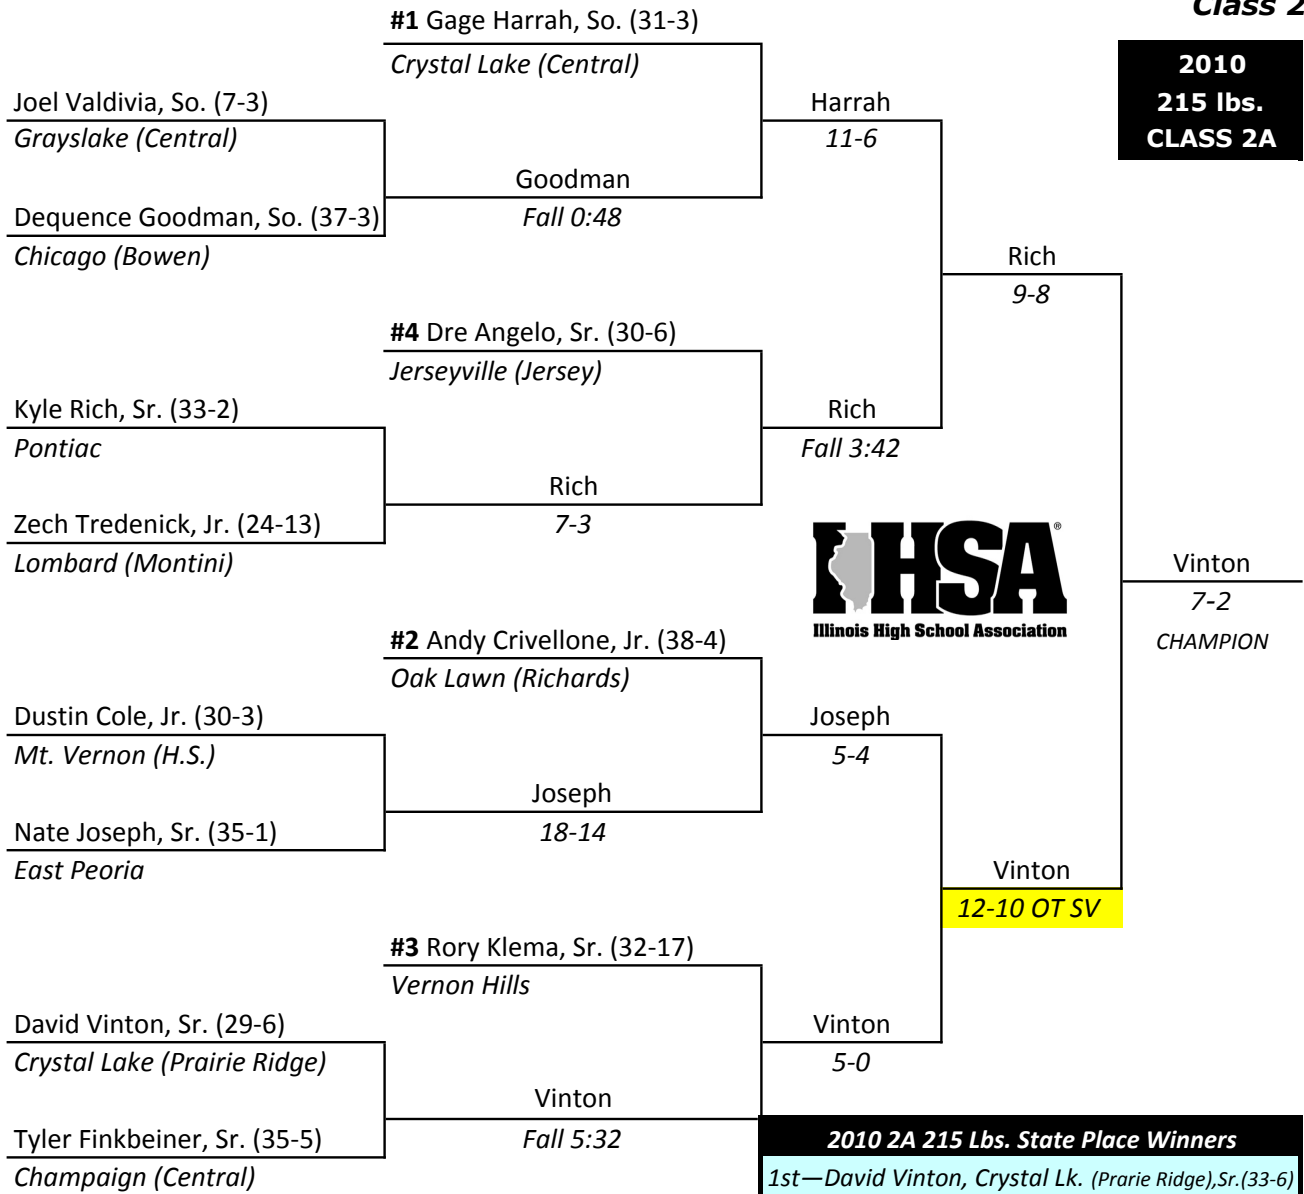 Class 2
#1 Gage Harrah, So. (31-3)
Crystal Lake (Central)
2010
215 lbs.
CLASS 2A
Joel Valdivia, So. (7-3)
Grayslake (Central)
Harrah
11-6
Goodman
Fall 0:48
Dequence Goodman, So. (37-3)
Chicago (Bowen)
Rich
9-8
#4 Dre Angelo, Sr. (30-6)
Jerseyville (Jersey)
Kyle Rich, Sr. (33-2)
Pontiac
Rich
Fall 3:42
Rich
7-3
Zech Tredenick, Jr. (24-13)
Lombard (Montini)
IHSA®
Illinois High School Association
Vinton
7-2
CHAMPION
#2 Andy Crivellone, Jr. (38-4)
Oak Lawn (Richards)
Dustin Cole, Jr. (30-3)
Mt. Vernon (H.S.)
Joseph
5-4
Joseph
18-14
Nate Joseph, Sr. (35-1)
East Peoria
Vinton
12-10 OT SV
#3 Rory Klema, Sr. (32-17)
Vernon Hills
David Vinton, Sr. (29-6)
Crystal Lake (Prairie Ridge)
Vinton
5-0
Vinton
Fall 5:32
Tyler Finkbeiner, Sr. (35-5)
Champaign (Central)
2010 2A 215 Lbs. State Place Winners
1st—David Vinton, Crystal Lk. (Prarie Ridge),Sr.(33-6)